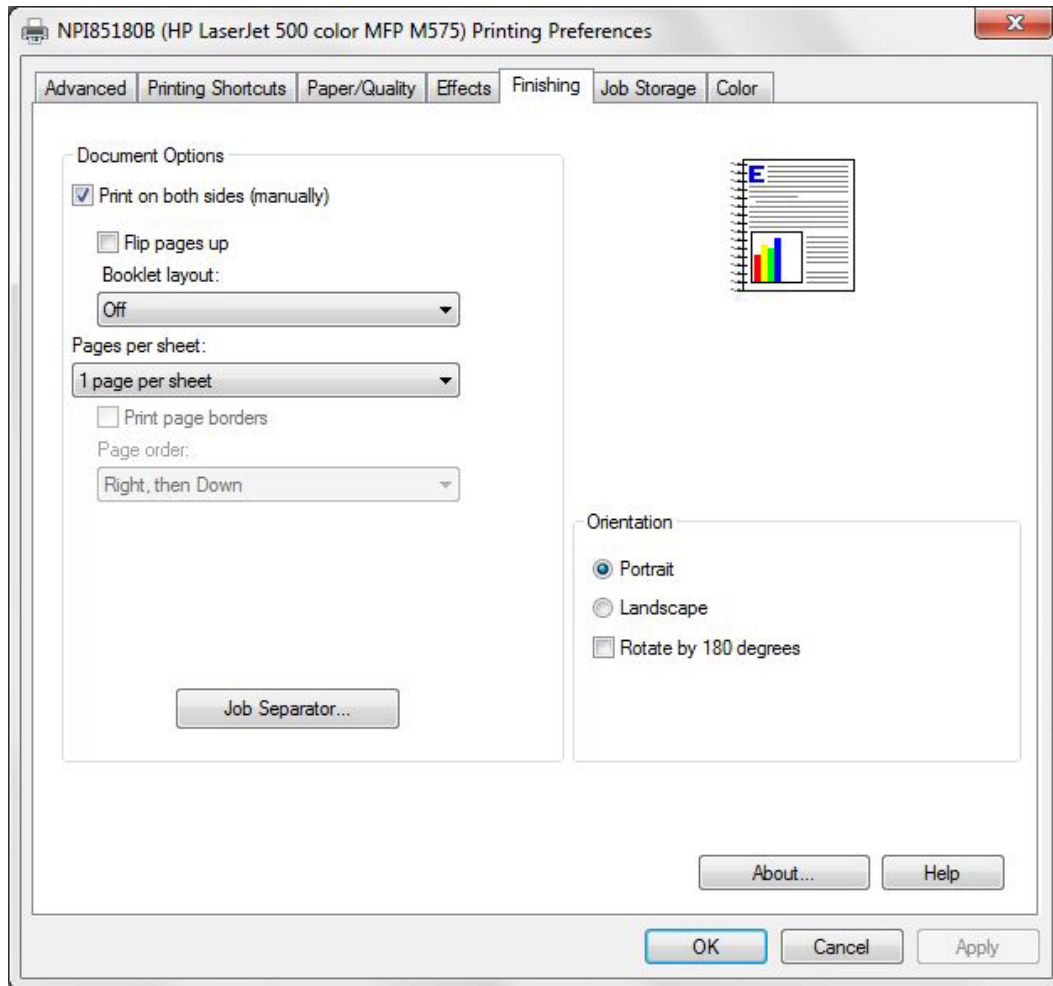 NPI85180B (HP LaserJet 500 color MFP M575) Printing Preferences
Advanced Printing Shortcuts Paper/Quality Effects Finishing Job Storage Color
Document Options
Print on both sides (manually)
Flip pages up
Booklet layout:
Off
Pages per sheet:
1 page per sheet
Print page borders
Page order:
Right, then Down
Job Separator...
E
Orientation
Portrait
Landscape
Rotate by 180 degrees
About... Help
OK Cancel Apply